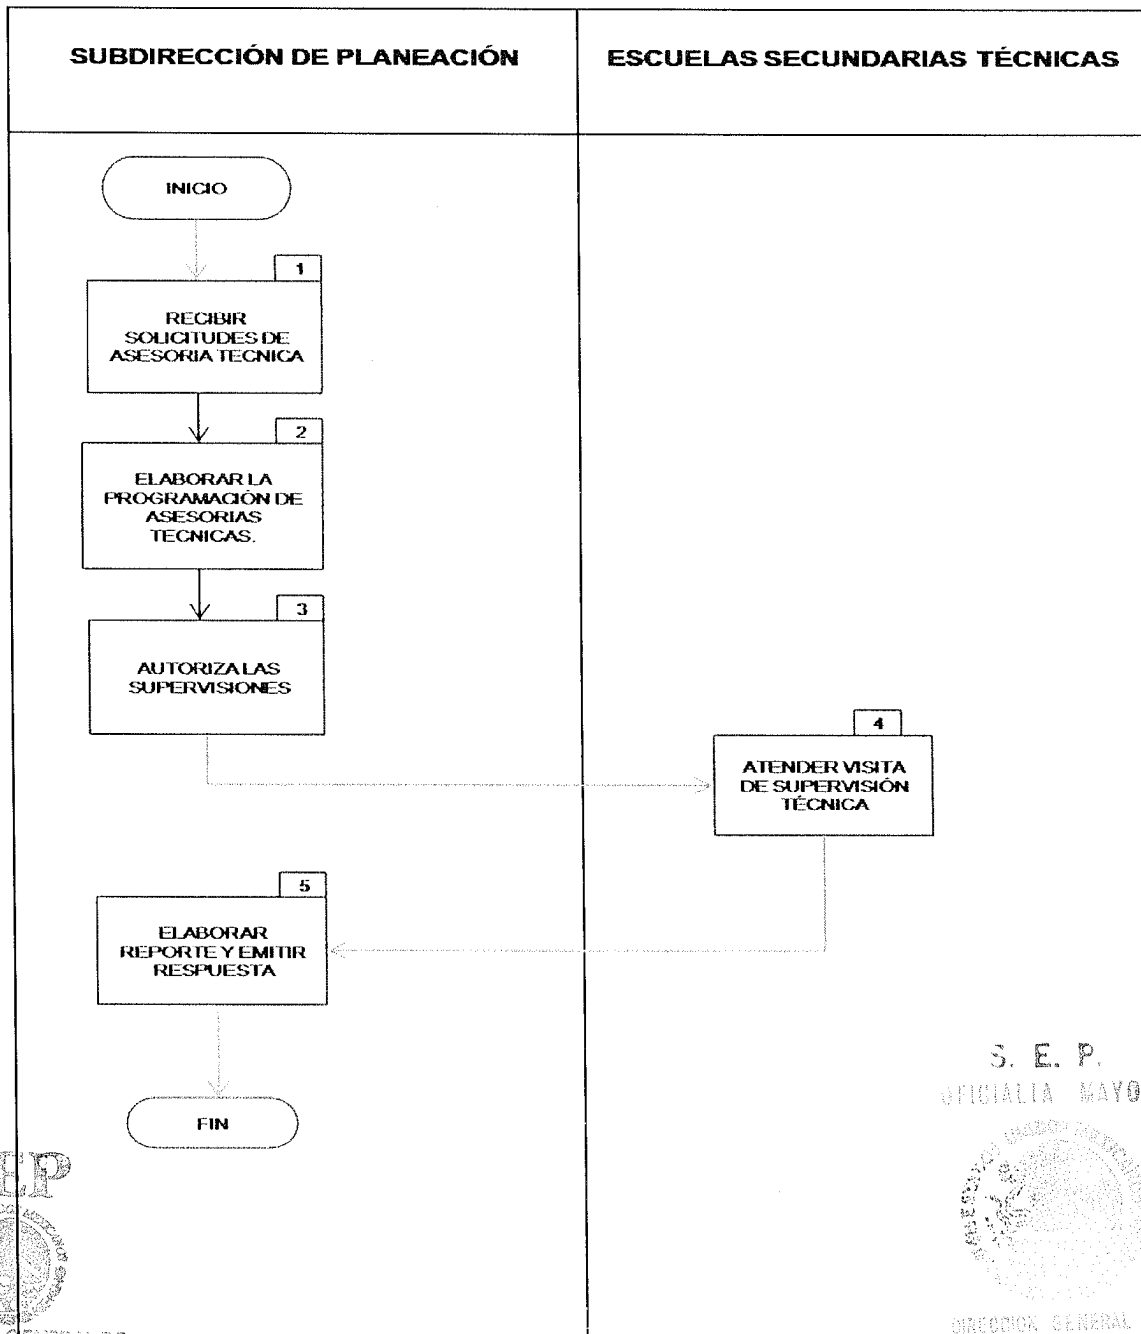 SUBDIRECCIÓN DE PLANEACIÓN
ESCUELAS SECUNDARIAS TÉCNICAS
INICIO
1
RECIBIR
SOLICITUDES DE
ASESORIA TECNICA
2
ELABORAR LA
PROGRAMACIÓN DE
ASESORIAS
TECNICAS.
3
AUTORIZA LAS
SUPERVISIONES
4
ATENDER VISITA
DE SUPERVISIÓN
TÉCNICA
5
ELABORAR
REPORTE Y EMITIR
RESPUESTA
FIN
S. E. P.
OFICIALIA MAYO
DIRECCION GENERAL
EP